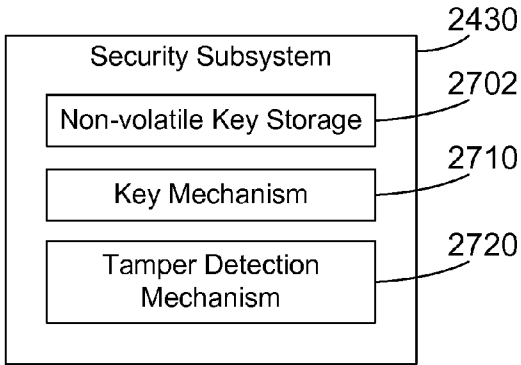 2430
Security Subsystem
2702
Non-volatile Key Storage
2710
Key Mechanism
2720
Tamper Detection
Mechanism